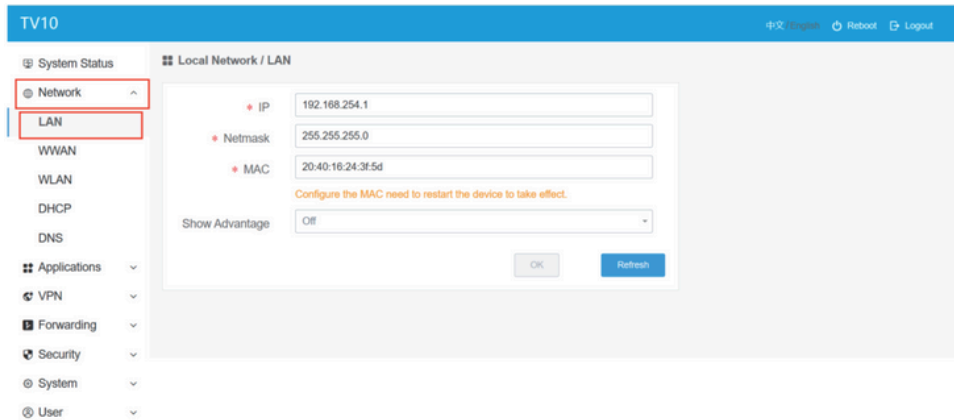 TV10
中文/English Reboot Logout
System Status
Network
LAN
WWAN
WLAN
DHCP
DNS
Applications
VPN
Forwarding
Security
System
User
Local Network / LAN
* IP 192.168.254.1
* Netmask 255.255.255.0
* MAC 20:40:16:24:3f:5d
Configure the MAC need to restart the device to take effect.
Show Advantage Off
OK Refresh